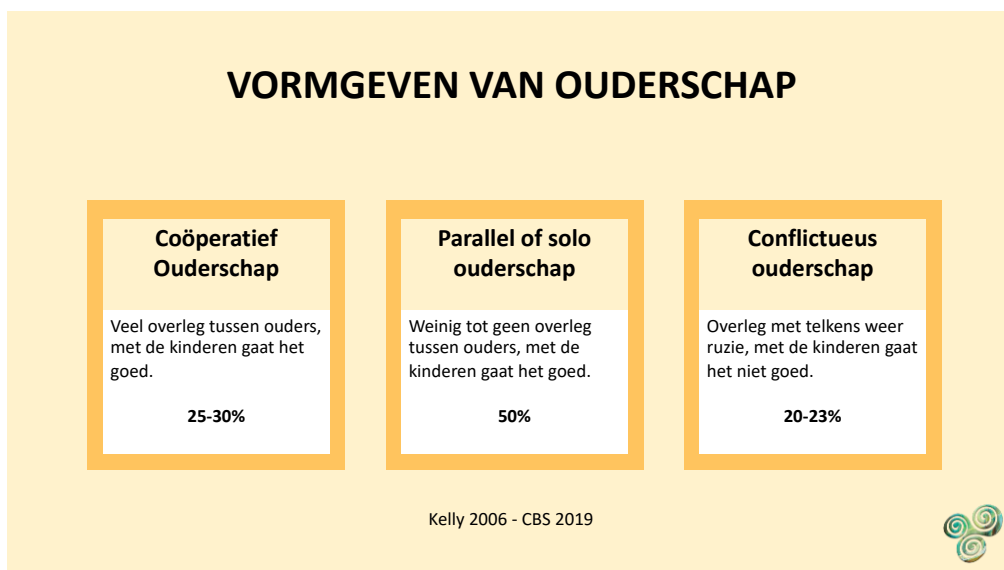 VORMGEVEN VAN OUDERSCHAP
Coöperatief
Ouderschap
Veel overleg tussen ouders,
met de kinderen gaat het
goed.
25-30%
Parallel of solo
ouderschap
Weinig tot geen overleg
tussen ouders, met de
kinderen gaat het goed.
50%
Conflictueus
ouderschap
Overleg met telkens weer
ruzie, met de kinderen gaat
het niet goed.
20-23%
Kelly 2006 - CBS 2019